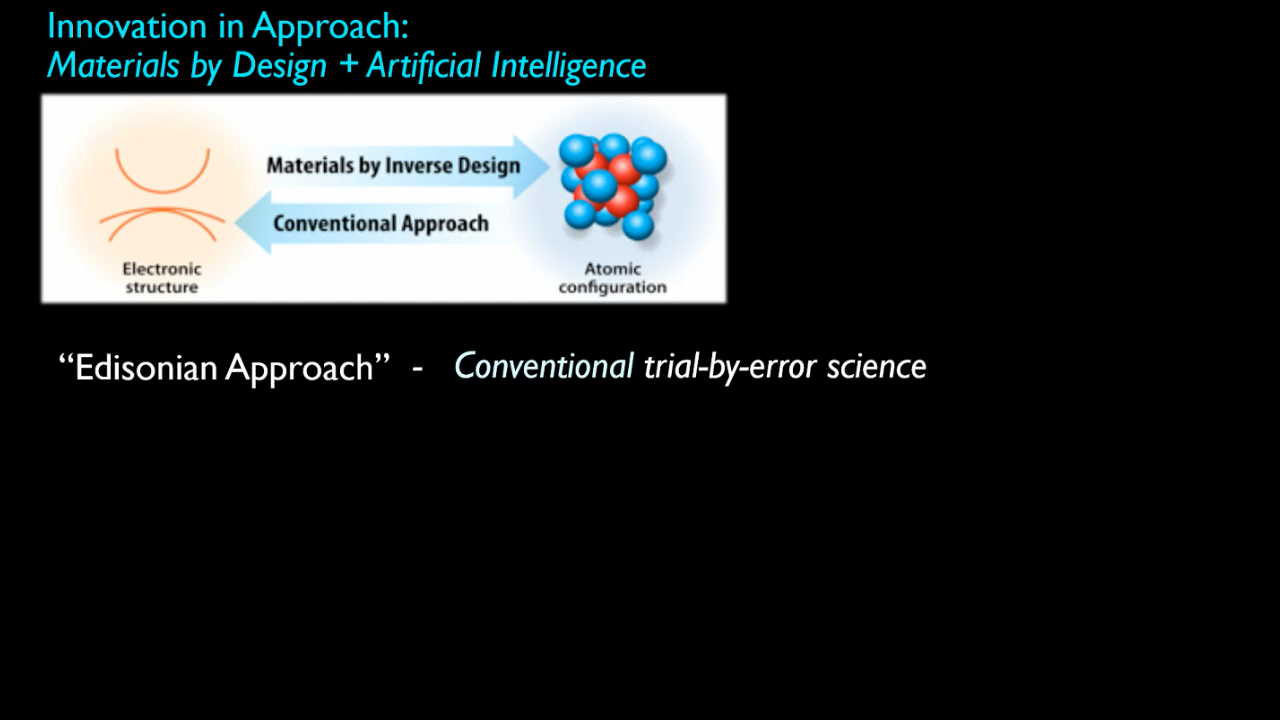 Innovation in Approach:
Materials by Design + Artificial Intelligence
Materials by Inverse Design
Conventional Approach
Electronic
structure
Atomic
configuration
“Edisonian Approach” - Conventional trial-by-error science